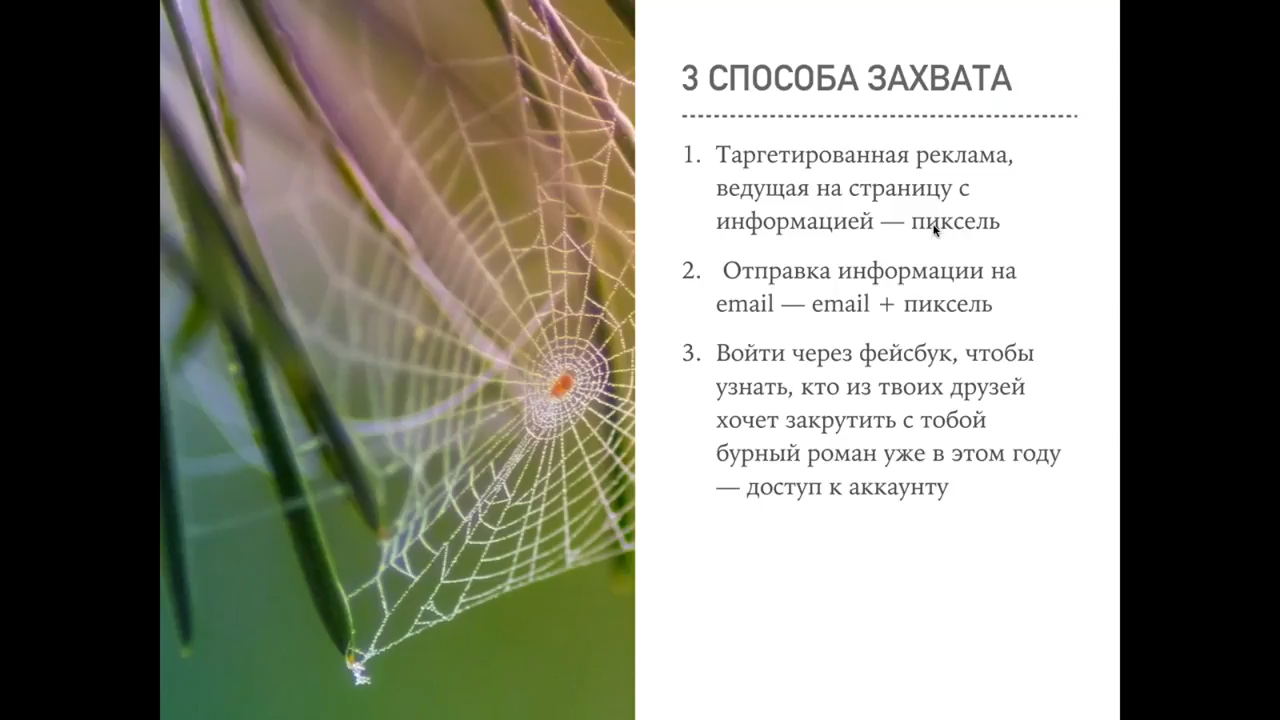 3 СПОСОБА ЗАХВАТА
1. Таргетированная реклама,
ведущая на страницу с
информацией — пиксель
2. Отправка информации на
email — email + пиксель
3. Войти через фейсбук, чтобы
узнать, кто из твоих друзей
хочет закрутить с тобой
бурный роман уже в этом году
— доступ к аккаунту